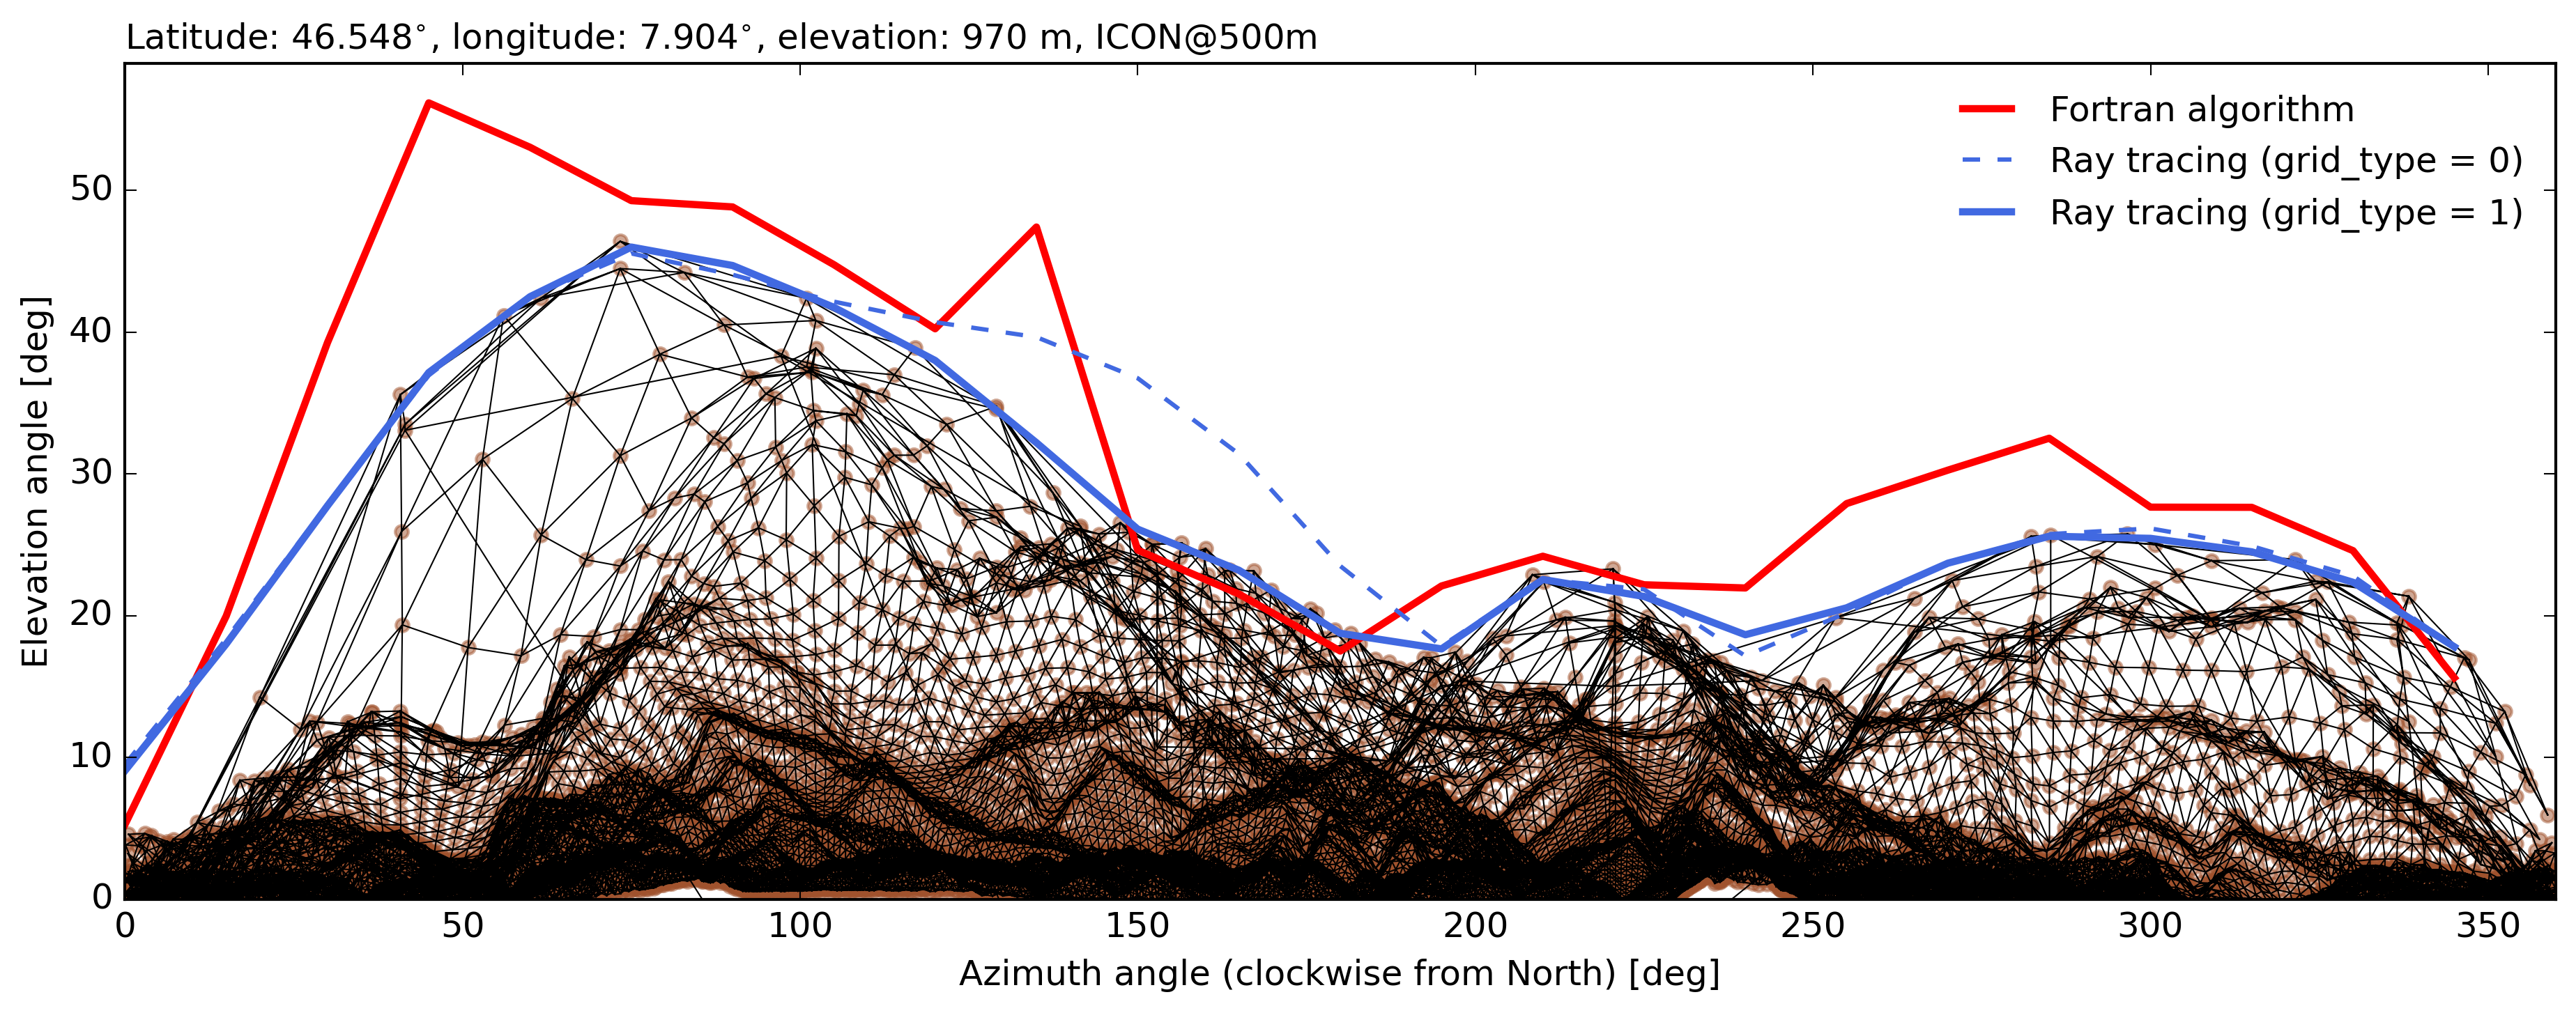 Latitude: 46.548°, longitude: 7.904°, elevation: 970 m, ICON@500m
Fortran algorithm
Ray tracing (grid_type = 0)
Ray tracing (grid_type = 1)
Elevation angle [deg]
50
40
30
20
10
0
0 50 100 150 200 250 300 350
Azimuth angle (clockwise from North) [deg]